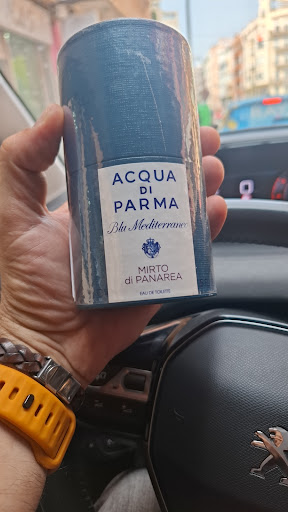 ACQUA
DI
PARMA
Blu Mediterraneo
MIRTO
di PANAREA
EAU DE TOILETTE